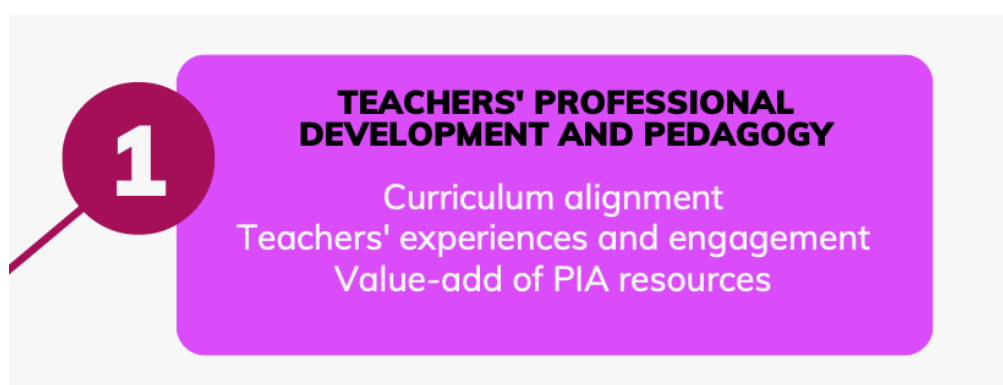 1
TEACHERS' PROFESSIONAL
DEVELOPMENT AND PEDAGOGY
Curriculum alignment
Teachers' experiences and engagement
Value-add of PIA resources